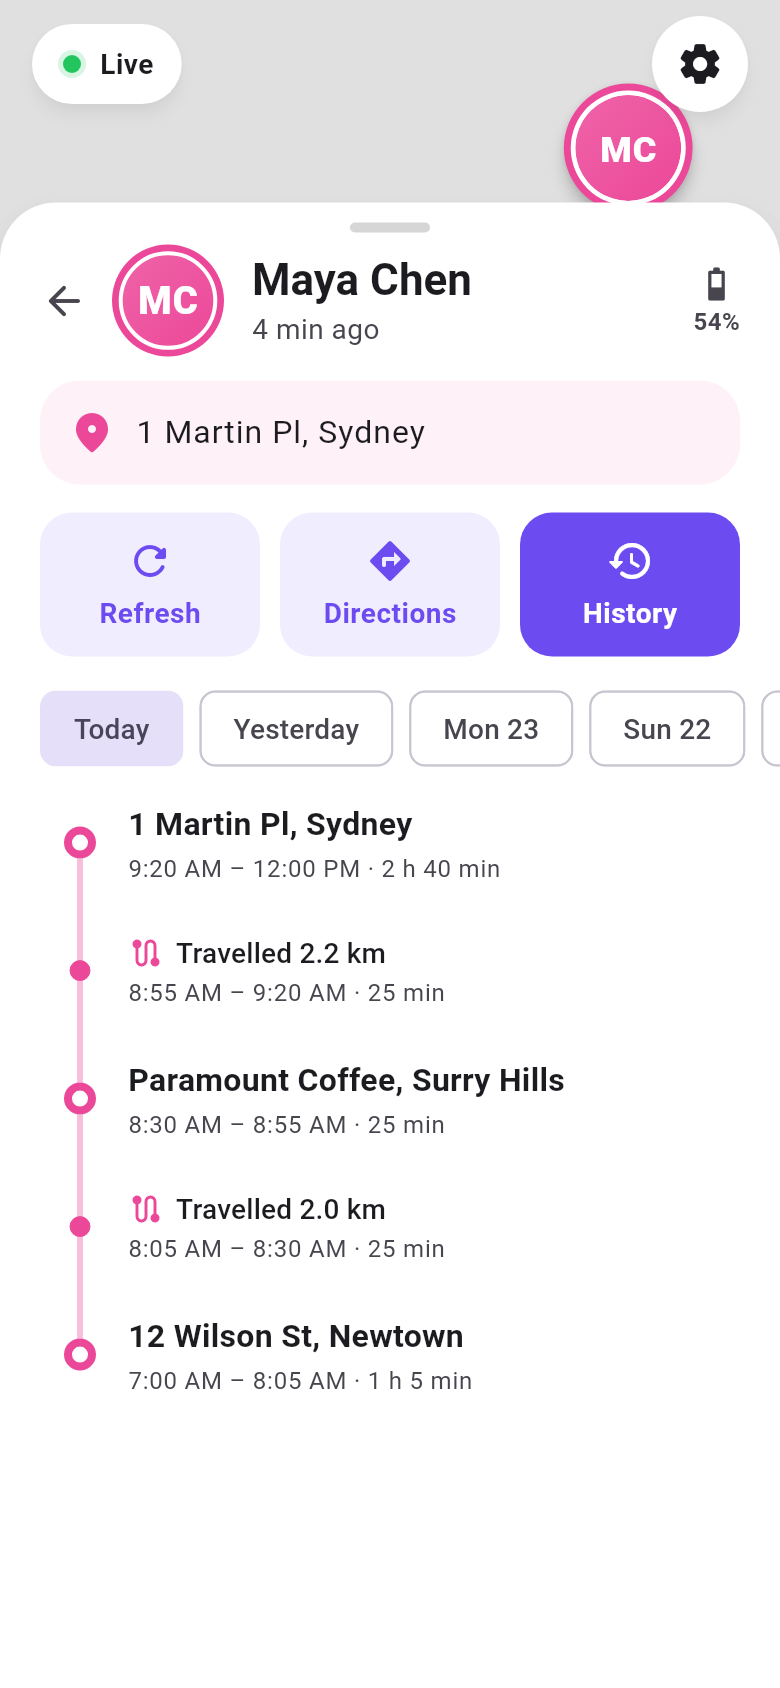 Live
MC
MC
Maya Chen
4 min ago
54%
1 Martin Pl, Sydney
Refresh
Directions
History
Today
Yesterday
Mon 23
Sun 22
1 Martin Pl, Sydney
9:20 AM – 12:00 PM · 2 h 40 min
Travelled 2.2 km
8:55 AM – 9:20 AM · 25 min
Paramount Coffee, Surry Hills
8:30 AM – 8:55 AM · 25 min
Travelled 2.0 km
8:05 AM – 8:30 AM · 25 min
12 Wilson St, Newtown
7:00 AM – 8:05 AM · 1 h 5 min